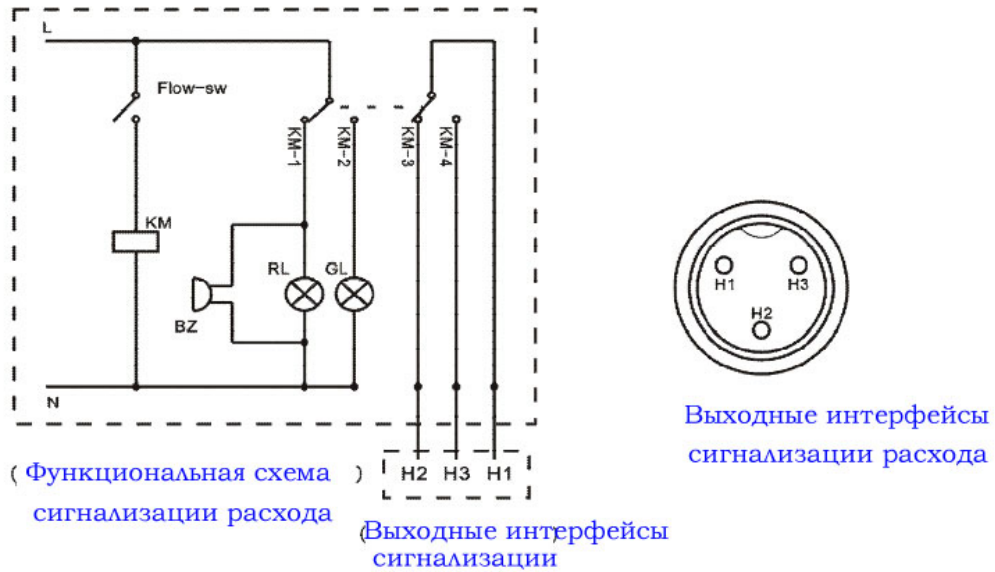 L
Flow-sw
KM-1
KM-2
KM-3
KM-4
KM
RL
GL
BZ
N
H1
H3
H2
Выходные интерфейсы
сигнализации расхода
(Функциональная схема)
сигнализации расхода
H2 H3 H1
(Выходные интерфейсы)
сигнализации